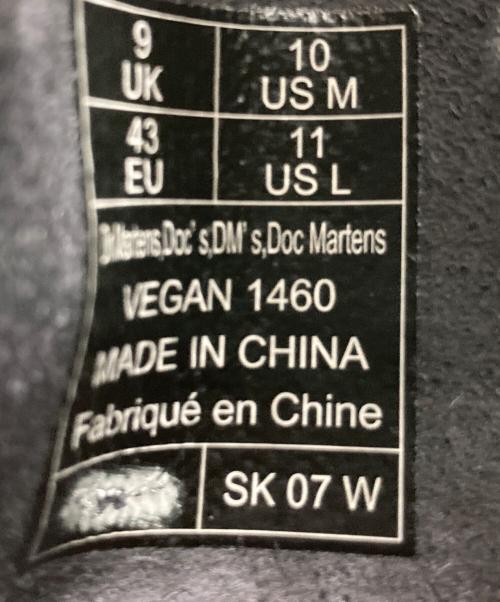 9
UK
10
US M
43
EU
11
US L
Dr.Martens,Doc's,DM's,Doc Martens
VEGAN 1460
MADE IN CHINA
Fabriqué en Chine
SK 07 W